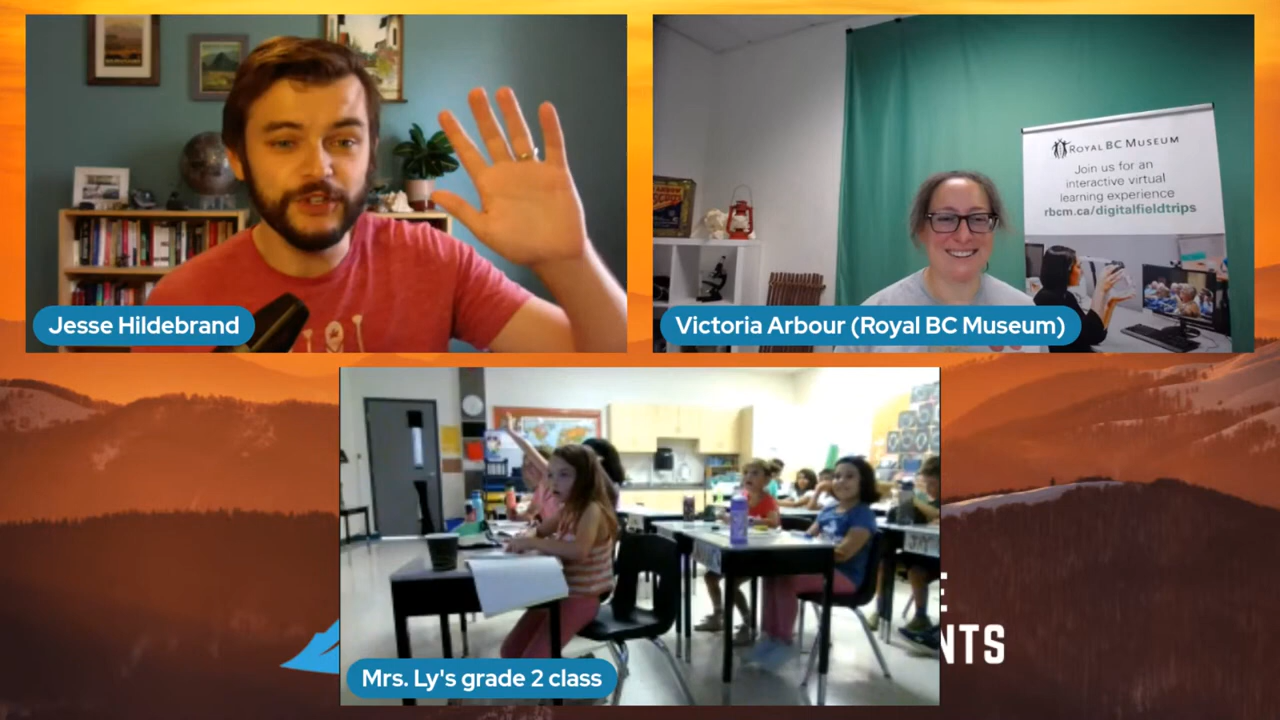 ROYAL BC MUSEUM
Join us for an
interactive virtual
learning experience
rbcm.ca/digitalfieldtrips
Jesse Hildebrand
Victoria Arbour (Royal BC Museum)
Mrs. Ly's grade 2 class